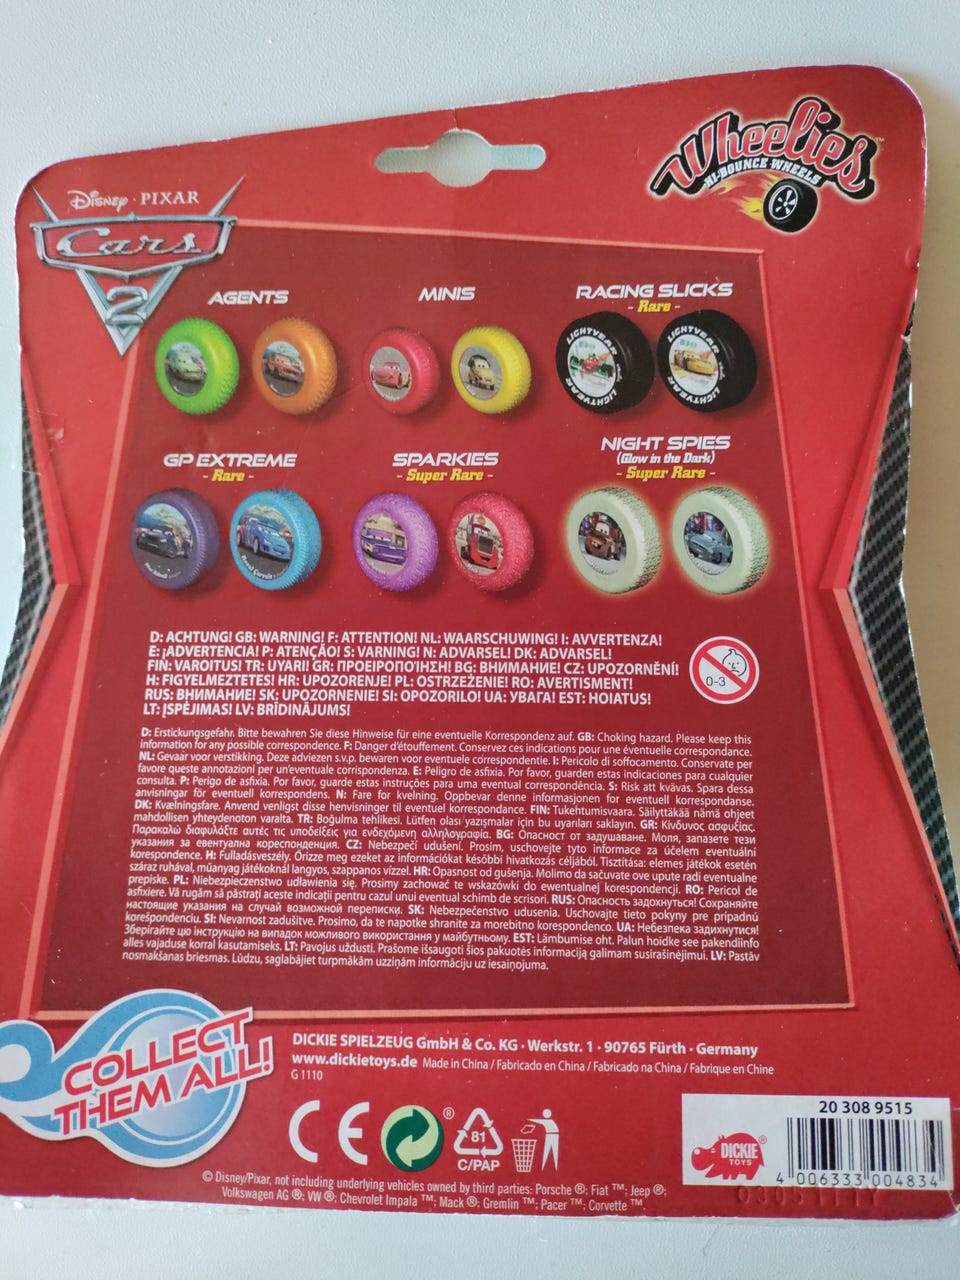 Disney · PIXAR
Cars
2
Wheelies™
HI-BOUNCE WHEELS
AGENTS
MINIS
RACING SLICKS
- Rare -
LIGHTYEAR
LIGHTYEAR
LIGHTYEAR
LIGHTYEAR
GP EXTREME
- Rare -
SPARKIES
- Super Rare -
NIGHT SPIES
(Glow in the Dark)
- Super Rare -
D: ACHTUNG! GB: WARNING! F: ATTENTION! NL: WAARSCHUWING! I: AVVERTENZA!
E: ¡ADVERTENCIA! P: ATENÇÃO! S: VARNING! N: ADVARSEL! DK: ADVARSEL!
FIN: VAROITUS! TR: UYARI! GR: ΠΡΟΕΙΡΟΠΟΊΗΣΗ! BG: ВНИМАНИЕ! CZ: UPOZORNĚNÍ!
H: FIGYELMEZTETES! HR: UPOZORENJE! PL: OSTRZEŻENIE! RO: AVERTISMENT!
RUS: ВНИМАНИЕ! SK: UPOZORNENIE! SI: OPOZORILO! UA: УВАГА! EST: HOIATUS!
LT: ĮSPĖJIMAS! LV: BRĪDINĀJUMS!
0-3
D: Erstickungsgefahr. Bitte bewahren Sie diese Hinweise für eine eventuelle Korrespondenz auf. GB: Choking hazard. Please keep this
information for any possible correspondence. F: Danger d'étouffement. Conservez ces indications pour une éventuelle correspondance.
NL: Gevaar voor verstikking. Deze adviezen s.v.p. bewaren voor eventuele correspondentie. I: Pericolo di soffocamento. Conservate per
favore queste annotazioni per un'eventuale corrispondenza. E: Peligro de asfixia. Por favor, guarden estas indicaciones para cualquier
consulta. P: Perigo de asfixia. Por favor, guarde estas instruções para uma eventual correspondência. S: Risk att kvävas. Spara dessa
anvisningar för eventuell korrespondens. N: Fare for kvelning. Oppbevar denne informasjonen for eventuell korrespondanse.
DK: Kvælningsfare. Anvend venligst disse henvisninger til eventuel korrespondance. FIN: Tukehtumisvaara. Säilyttäkää nämä ohjeet
mahdollisen yhteydenoton varalta. TR: Boğulma tehlikesi. Lütfen olası yazışmalar için bu uyarıları saklayın. GR: Κίνδυνος ασφυξίας.
Παρακαλώ διαφυλάξτε αυτές τις υποδείξεις για ενδεχόμενη αλληλογραφία. BG: Опасност от задушаване. Моля, запазете тези
указания за евентуална кореспонденция. CZ: Nebezpečí udušení. Prosím, uschovejte tyto informace za účelem eventuální
korespondence. H: Fulladásveszély. Őrizze meg ezeket az információkat későbbi hivatkozás céljából. Tisztítása: elemes játékok esetén
száraz ruhával, műanyag játékoknál langyos, szappanos vízzel. HR: Opasnost od gušenja. Molimo da sačuvate ove upute radi eventualne
prepiske. PL: Niebezpieczenstwo udławienia się. Prosimy zachować te wskazówki do ewentualnej korespondencji. RO: Pericol de
asfixiere. Vă rugăm să păstrați aceste indicații pentru cazul unui eventual schimb de scrisori. RUS: Опасность задохнуться! Сохраняйте
настоящие указания на случай возможной переписки. SK: Nebezpečenstvo udusenia. Uschovajte tieto pokyny pre prípadnú
korešpondenciu. SI: Nevarnost zadušitve. Prosimo, da te napotke shranite za morebitno korespondenco. UA: Небезпека задихнутися!
Зберігайте цю інструкцію на випадок можливого використання у майбутньому. EST: Lämbumise oht. Palun hoidke see pakendiinfo
alles vajaduse korral kasutamiseks. LT: Pavojus uždusti. Prašome išsaugoti šios pakuotės informaciją galimam susirašinėjimui. LV: Pastāv
nosmakšanas briesmas. Lūdzu, saglabājiet turpmākām uzziņām informāciju uz iesaiņojuma.
COLLECT
THEM ALL!
DICKIE SPIELZEUG GmbH & Co. KG · Werkstr. 1 · 90765 Fürth · Germany
www.dickietoys.de Made in China / Fabricado en China / Fabricado na China / Fabrique en Chine
G 1110
CE
®
81
C/PAP
20 308 9515
DICKIE
TOYS
®
4 006333 004834
© Disney/Pixar, not including underlying vehicles owned by third parties: Porsche ®; Fiat ™; Jeep ®;
Volkswagen AG ®; VW ®; Chevrolet Impala ™; Mack ®; Gremlin ™; Pacer ™; Corvette ™